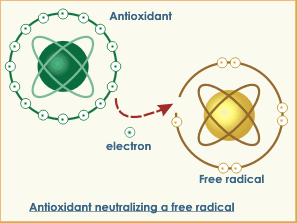 Antioxidant
electron
Free radical
Antioxidant neutralizing a free radical